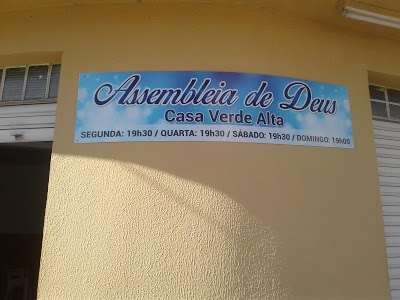 Assembleia de Deus
Casa Verde Alta
SEGUNDA: 19h30 / QUARTA: 19h30 / SÁBADO: 19h30 / DOMINGO: 19h00